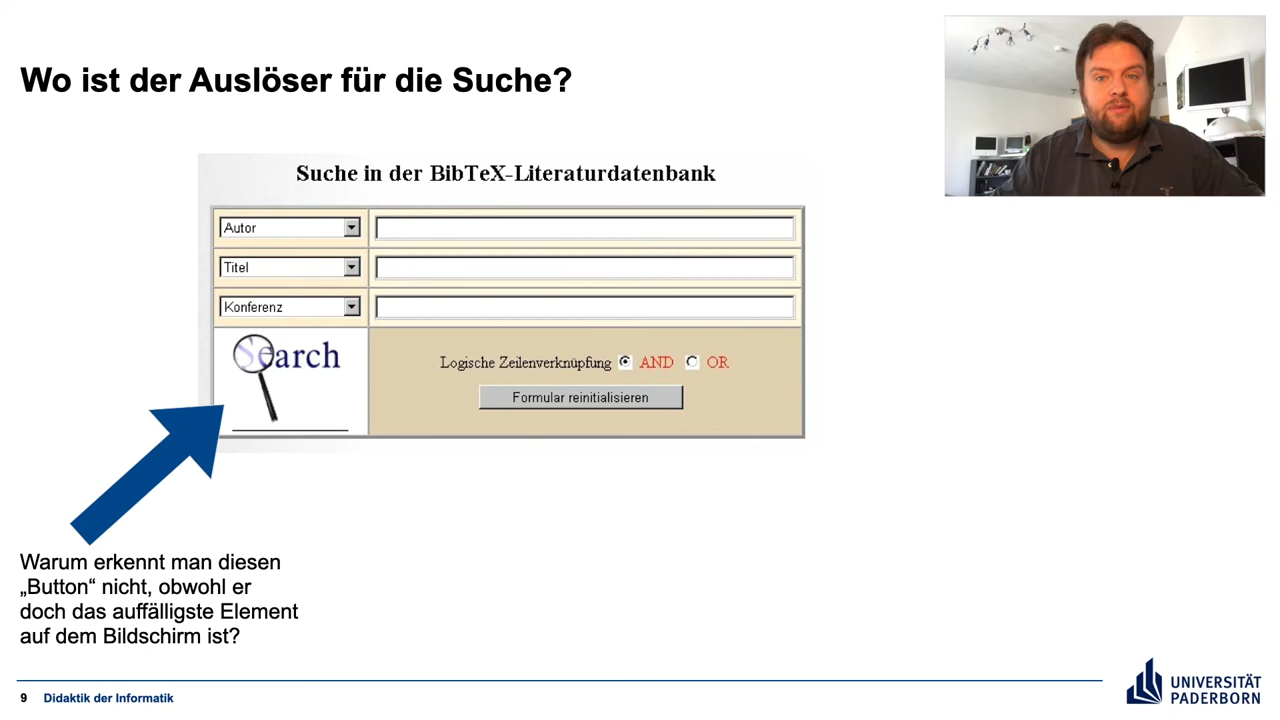 Wo ist der Auslöser für die Suche?
Suche in der BibTeX-Literaturdatenbank
Autor
Titel
Konferenz
Search
Logische Zeilenverknüpfung AND OR
Formular reinitialisieren
Warum erkennt man diesen
„Button“ nicht, obwohl er
doch das auffälligste Element
auf dem Bildschirm ist?
9 Didaktik der Informatik
UNIVERSITÄT
PADERBORN